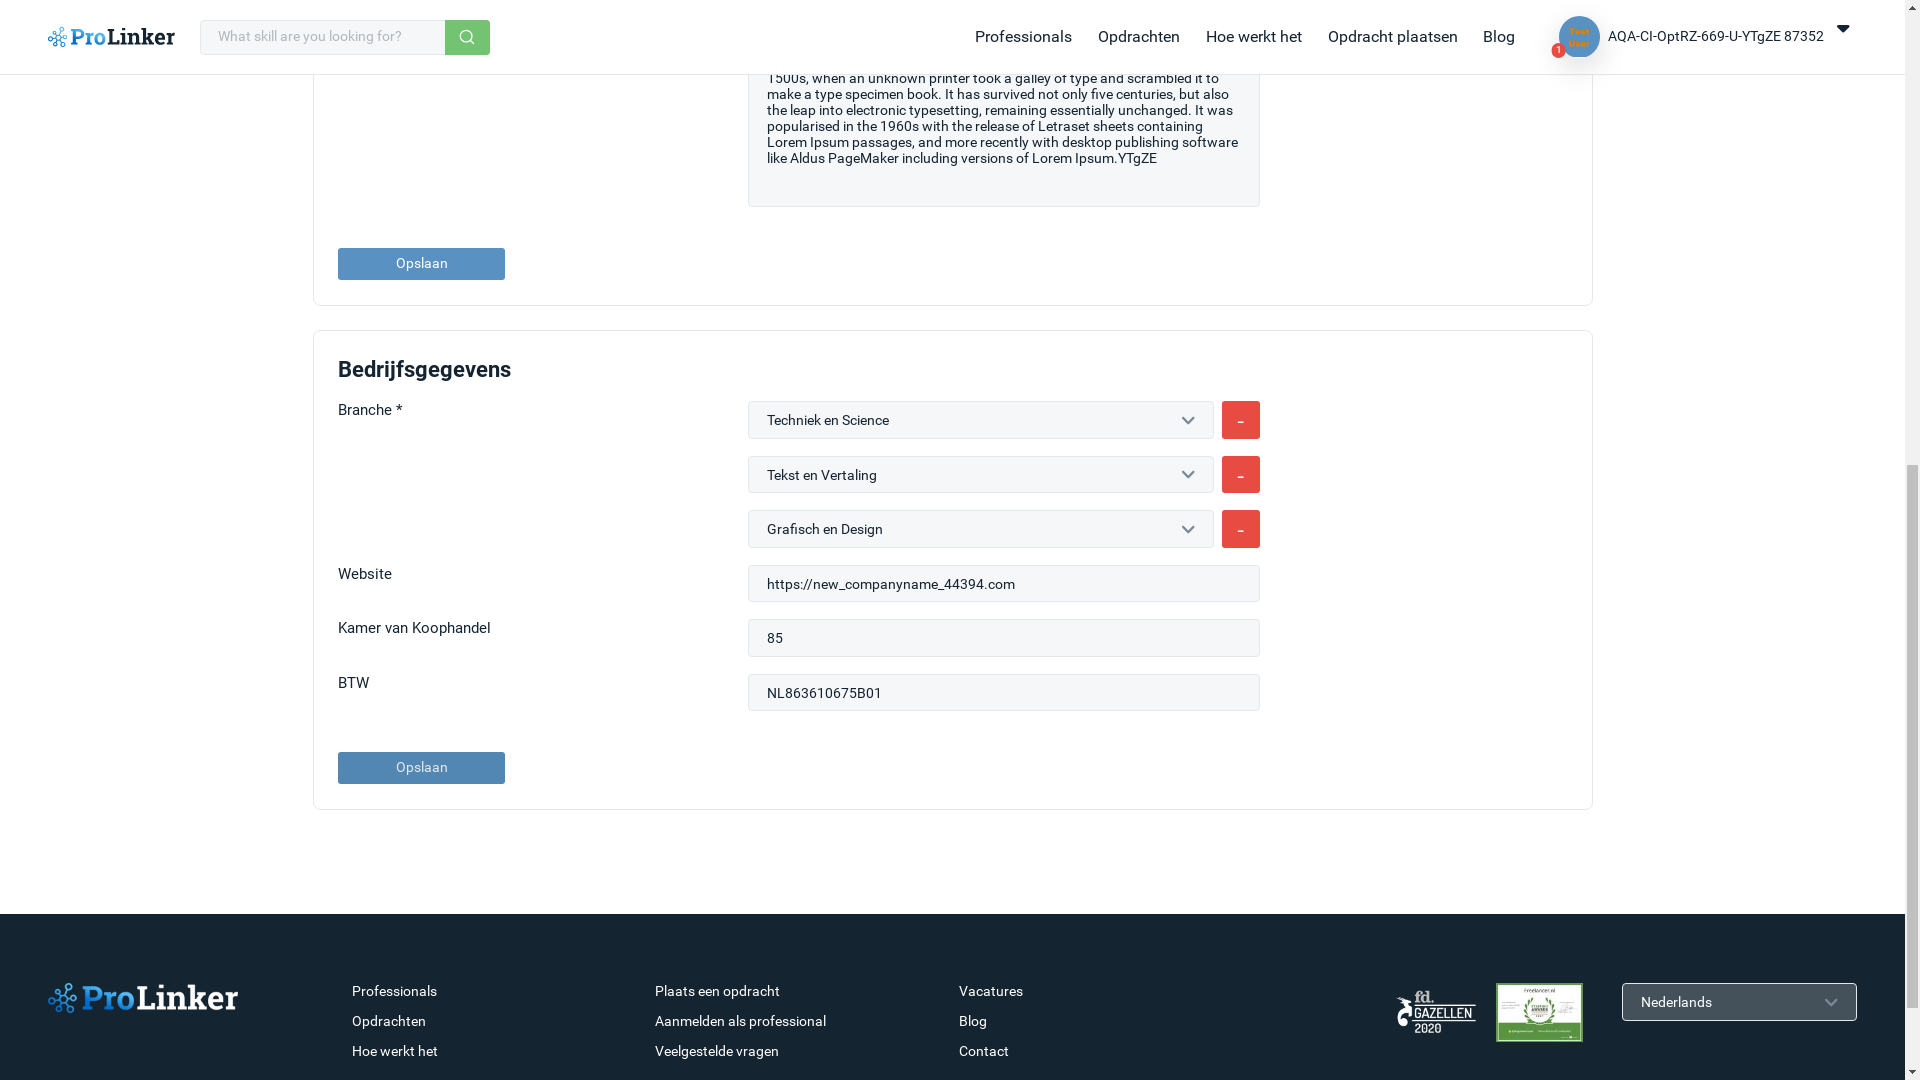 ProLinker
What skill are you looking for?
Professionals
Opdrachten
Hoe werkt het
Opdracht plaatsen
Blog
Test
User
1
AQA-CI-OptRZ-669-U-YTgZE 87352
1500s, when an unknown printer took a galley of type and scrambled it to
make a type specimen book. It has survived not only five centuries, but also
the leap into electronic typesetting, remaining essentially unchanged. It was
popularised in the 1960s with the release of Letraset sheets containing
Lorem Ipsum passages, and more recently with desktop publishing software
like Aldus PageMaker including versions of Lorem Ipsum.YTgZE
Opslaan
Bedrijfsgegevens
Branche *
Techniek en Science
-
Tekst en Vertaling
-
Grafisch en Design
-
Website
https://new_companyname_44394.com
Kamer van Koophandel
85
BTW
NL863610675B01
Opslaan
ProLinker
Professionals
Opdrachten
Hoe werkt het
Plaats een opdracht
Aanmelden als professional
Veelgestelde vragen
Vacatures
Blog
Contact
fd.
GAZELLEN
2020
Freelancer.nl
Nederlands